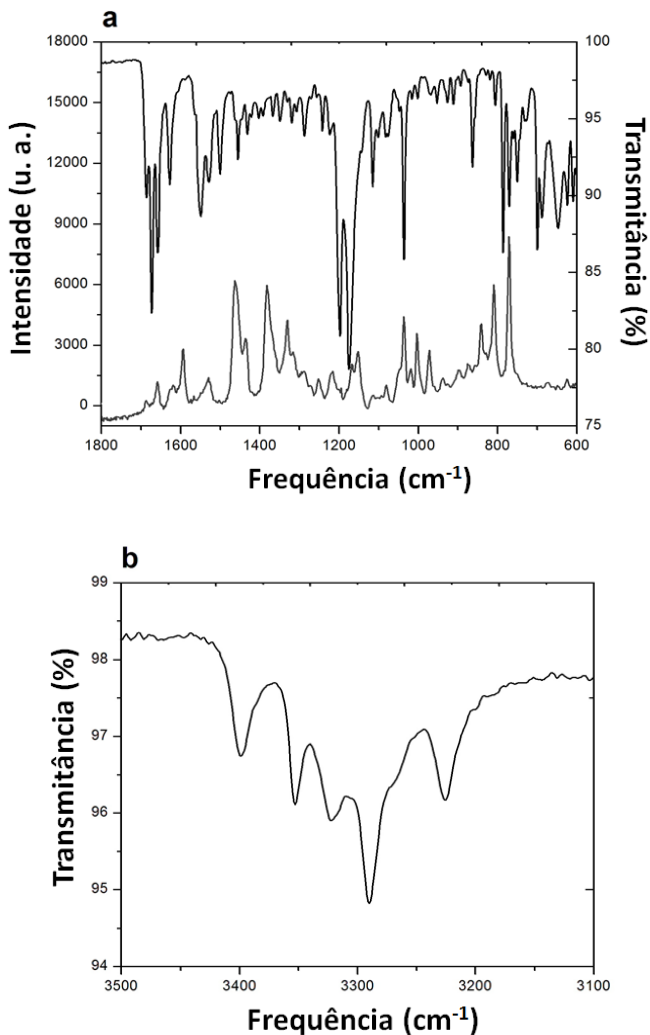 a
18000
15000
12000
9000
6000
3000
0
Intensidade (u. a.)
100
95
90
85
80
75
Transmitância (%)
1800 1600 1400 1200 1000 800 600
Frequência (cm-1)
b
99
98
97
96
95
94
Transmitância (%)
3500 3400 3300 3200 3100
Frequência (cm-1)